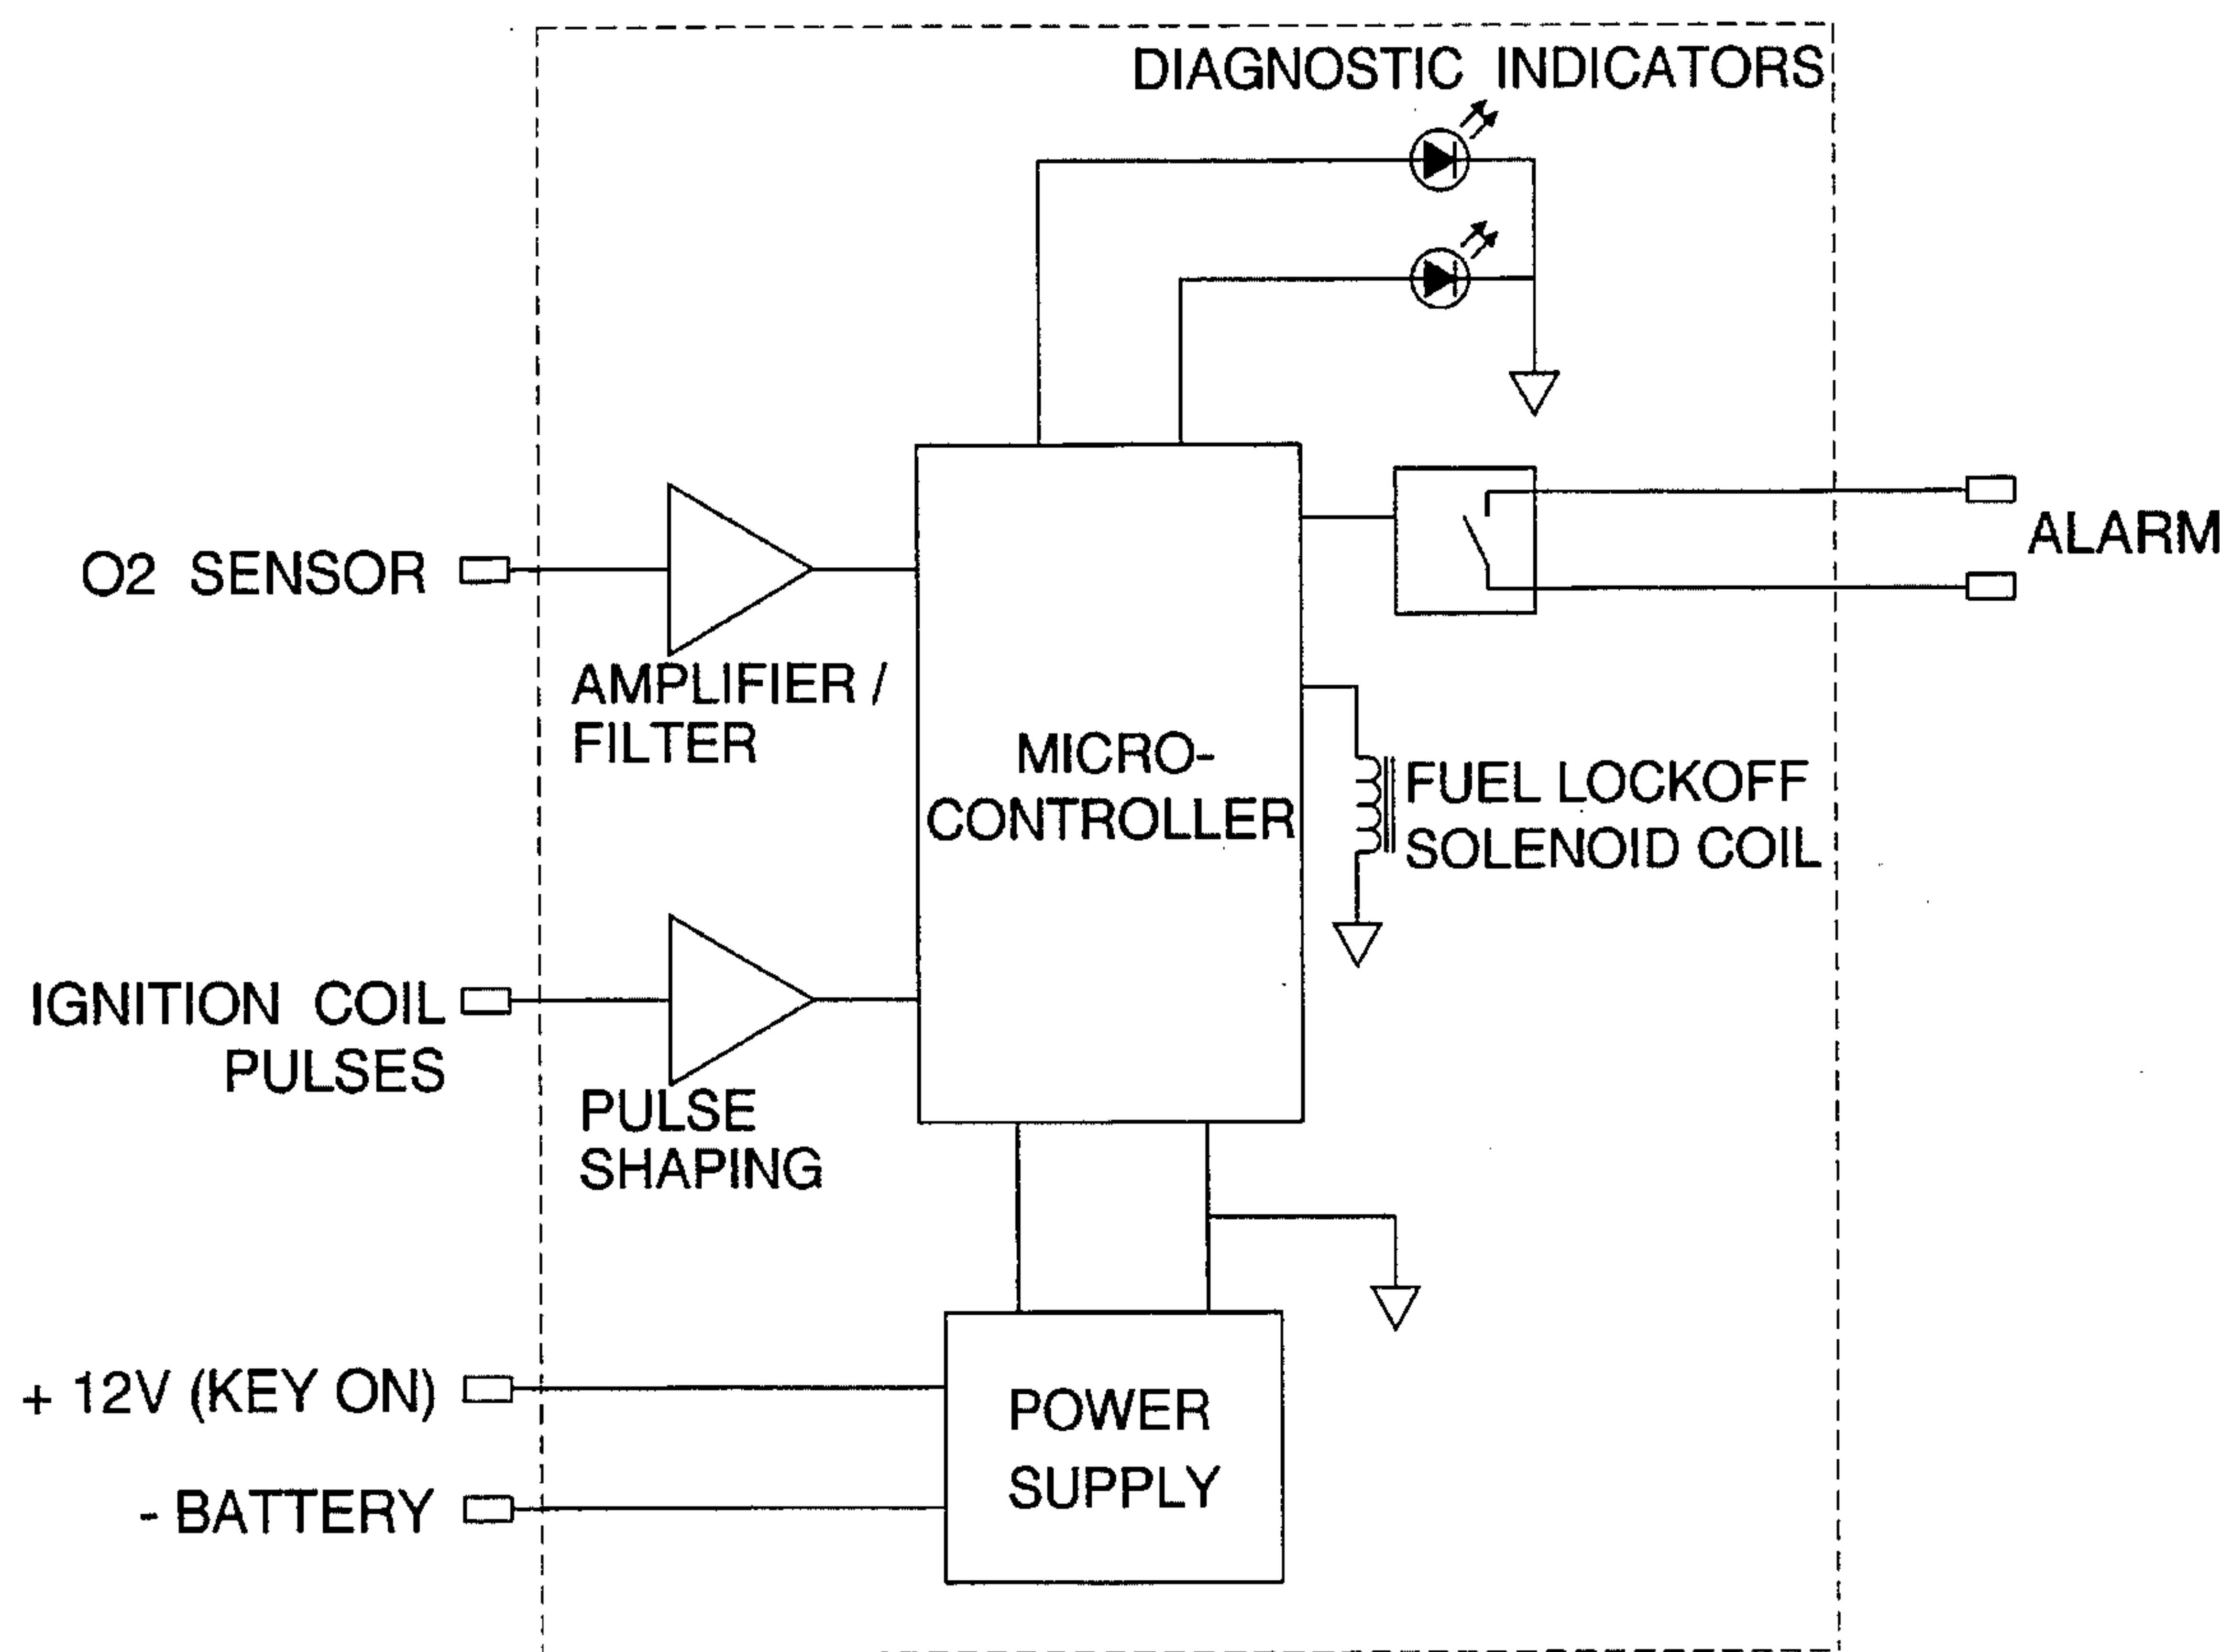 DIAGNOSTIC INDICATORS
ALARM
O2 SENSOR
AMPLIFIER /
FILTER
MICRO-
CONTROLLER
FUEL LOCKOFF
SOLENOID COIL
IGNITION COIL
PULSES
PULSE
SHAPING
+ 12V (KEY ON)
- BATTERY
POWER
SUPPLY